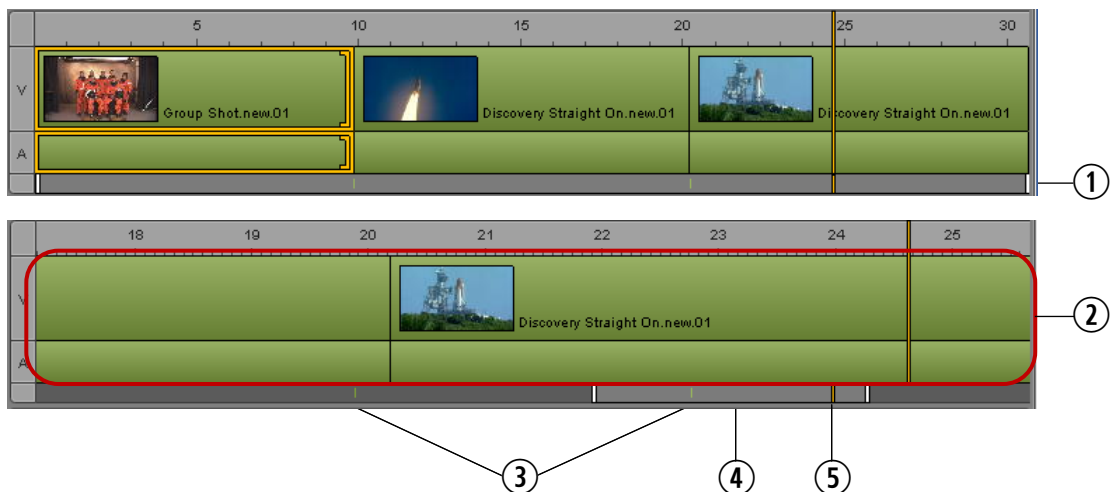 5 10 15 20 25 30
V
Group Shot.new.01 Discovery Straight On.new.01 Discovery Straight On.new.01
A
1
18 19 20 21 22 23 24 25
V
Discovery Straight On.new.01
2
A
3 4 5